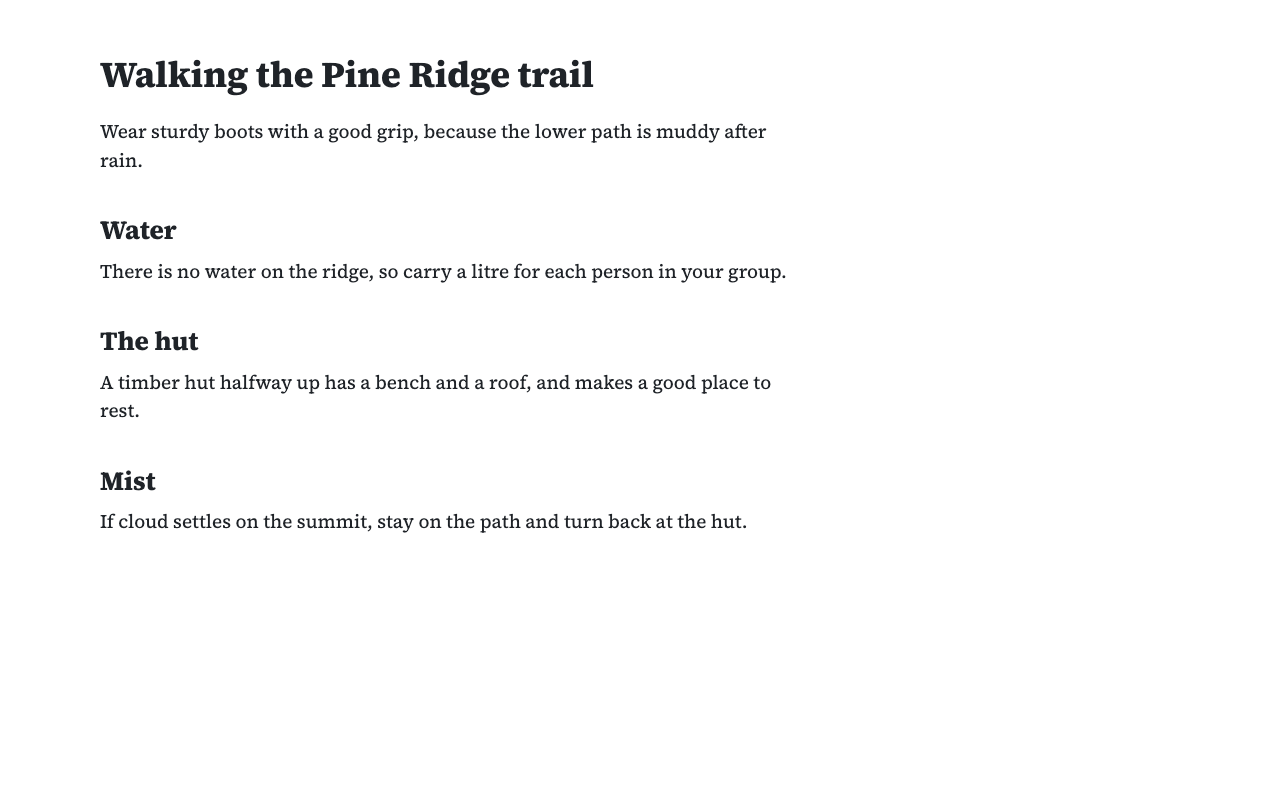 Walking the Pine Ridge trail
Wear sturdy boots with a good grip, because the lower path is muddy after
rain.
Water
There is no water on the ridge, so carry a litre for each person in your group.
The hut
A timber hut halfway up has a bench and a roof, and makes a good place to
rest.
Mist
If cloud settles on the summit, stay on the path and turn back at the hut.